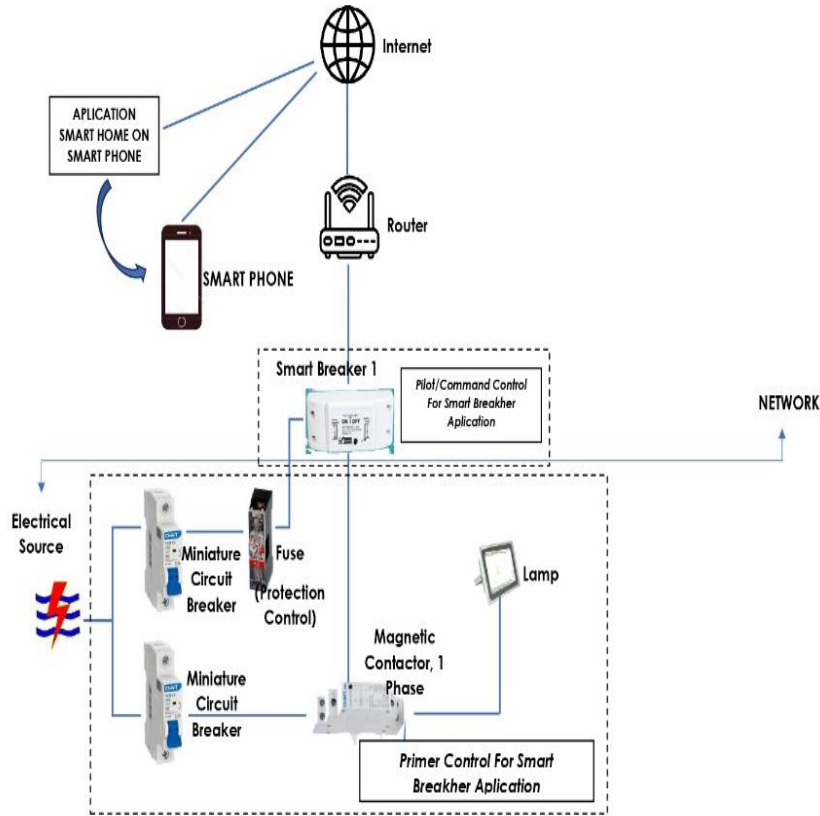 Internet
APLICATION
SMART HOME ON
SMART PHONE
Router
SMART PHONE
Smart Breaker 1
Pilot/Command Control
For Smart Breakher
Aplication
NETWORK
ON / OFF
Electrical
Source
Miniature
Circuit
Breaker
Fuse
(Protection
Control)
Lamp
Magnetic
Contactor, 1
Phase
Miniature
Circuit
Breaker
Primer Control For Smart
Breakher Aplication